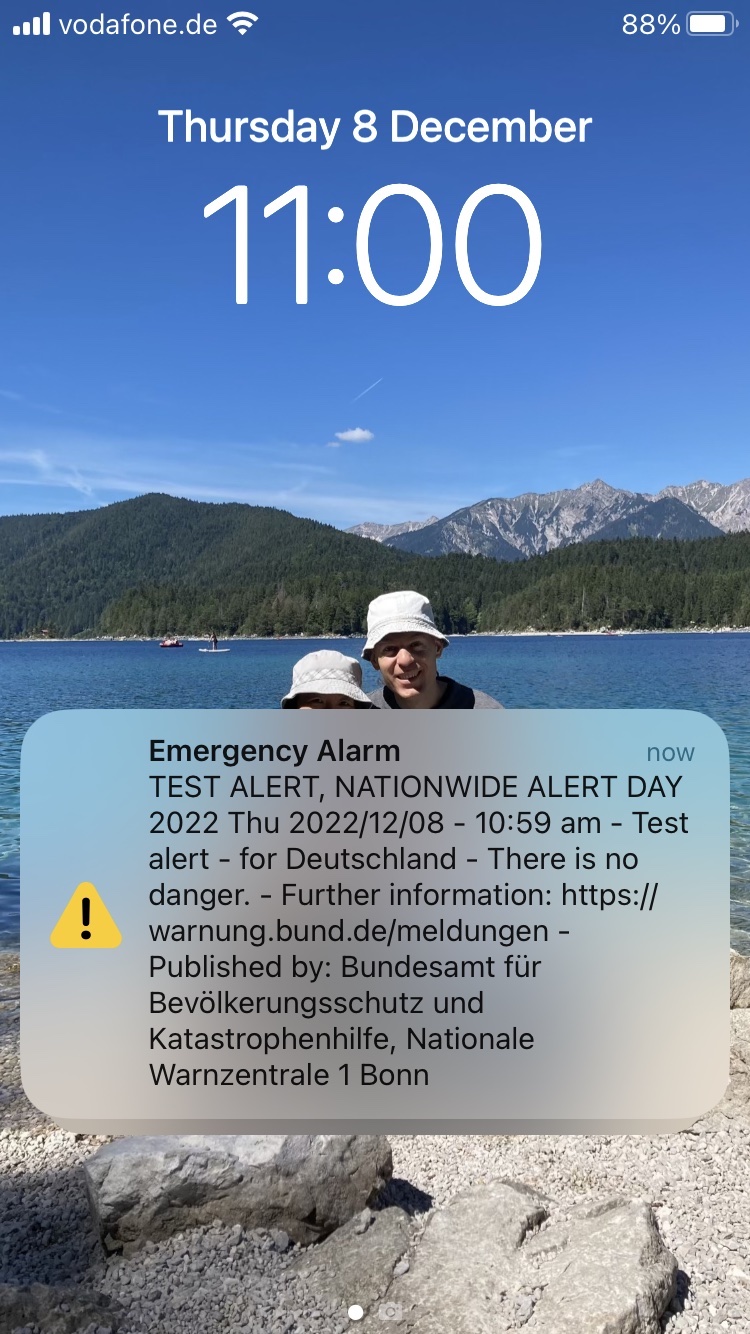 vodafone.de
88%
Thursday 8 December
11:00
Emergency Alarm
now
TEST ALERT, NATIONWIDE ALERT DAY
2022 Thu 2022/12/08 - 10:59 am - Test
alert - for Deutschland - There is no
danger. - Further information: https://
warnung.bund.de/meldungen -
Published by: Bundesamt für
Bevölkerungsschutz und
Katastrophenhilfe, Nationale
Warnzentrale 1 Bonn